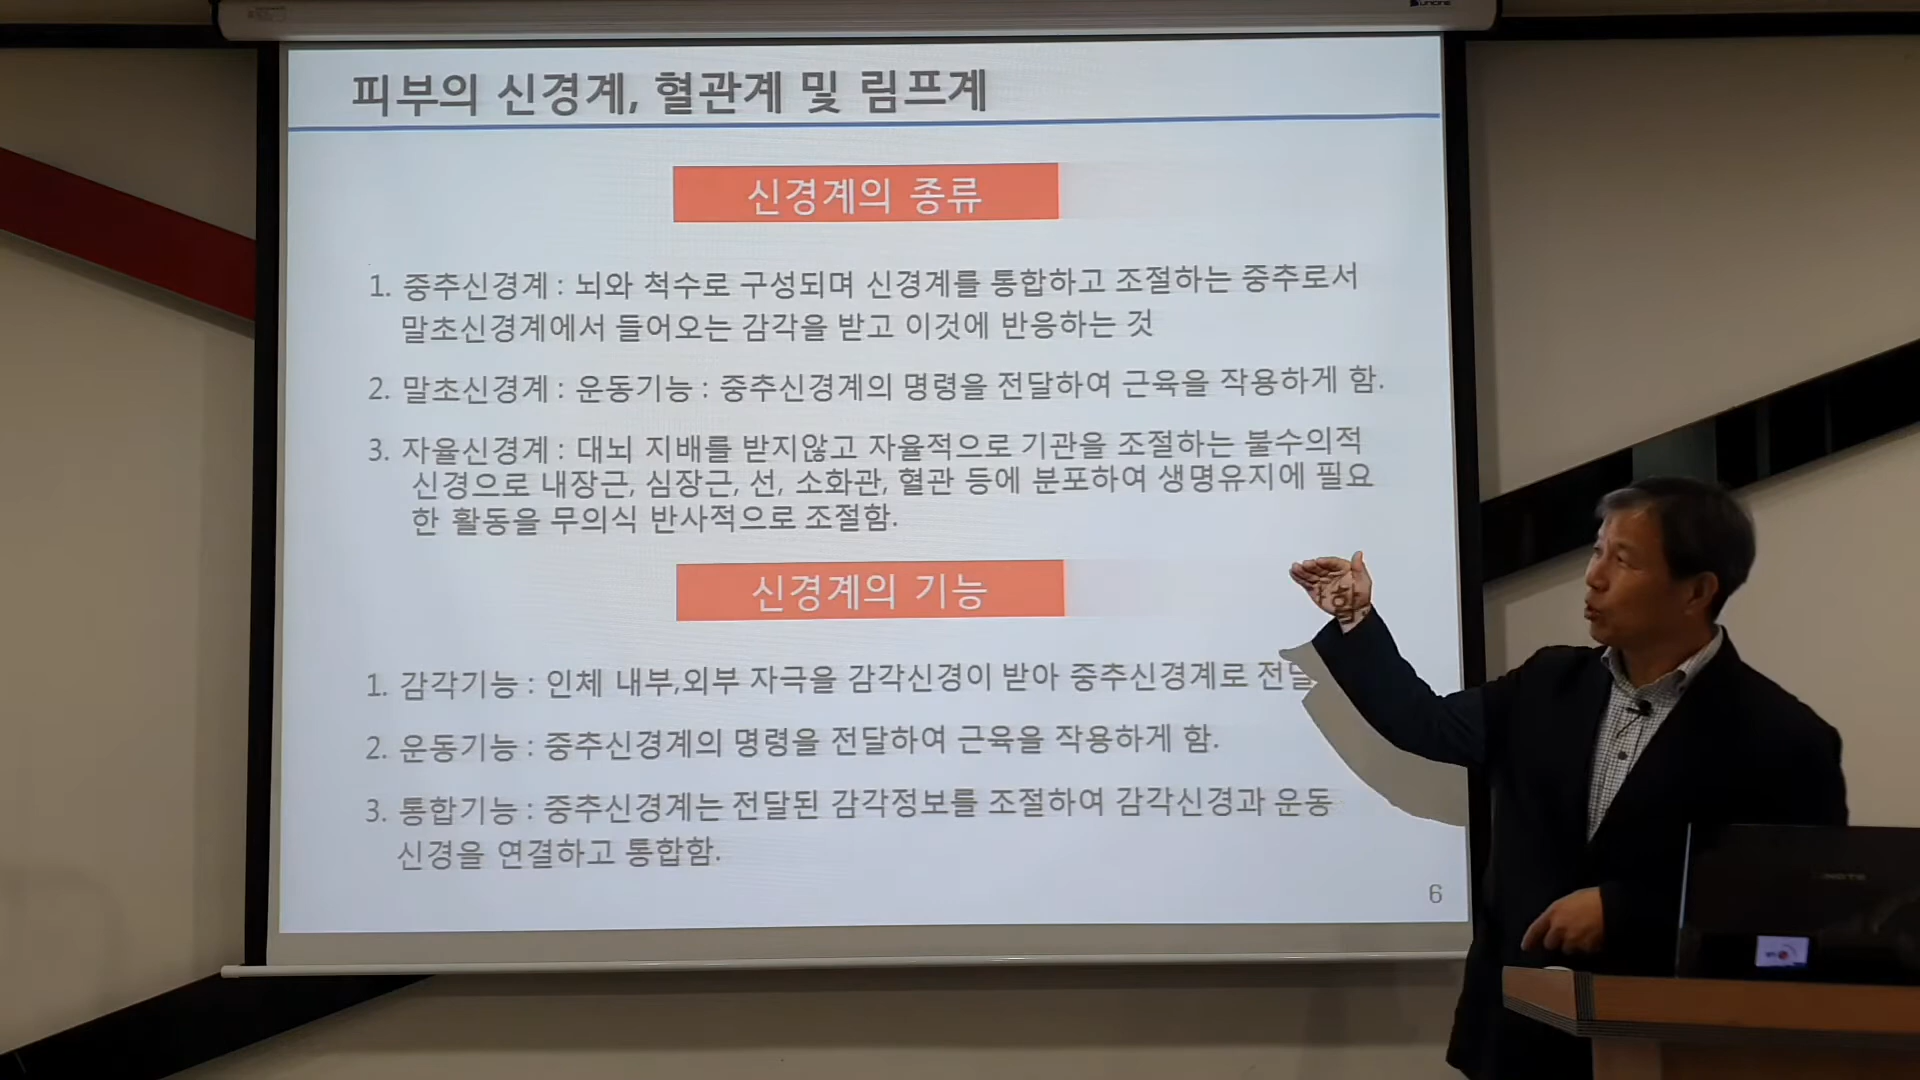 피부의 신경계, 혈관계 및 림프계
신경계의 종류
1. 중추신경계 : 뇌와 척수로 구성되며 신경계를 통합하고 조절하는 중추로서
말초신경계에서 들어오는 감각을 받고 이것에 반응하는 것
2. 말초신경계 : 운동기능 : 중추신경계의 명령을 전달하여 근육을 작용하게 함.
3. 자율신경계 : 대뇌 지배를 받지않고 자율적으로 기관을 조절하는 불수의적
신경으로 내장근, 심장근, 선, 소화관, 혈관 등에 분포하여 생명유지에 필요
한 활동을 무의식 반사적으로 조절함.
신경계의 기능
1. 감각기능 : 인체 내부,외부 자극을 감각신경이 받아 중추신경계로 전달
함
2. 운동기능 : 중추신경계의 명령을 전달하여 근육을 작용하게 함.
3. 통합기능 : 중추신경계는 전달된 감각정보를 조절하여 감각신경과 운동
신경을 연결하고 통합함.
6